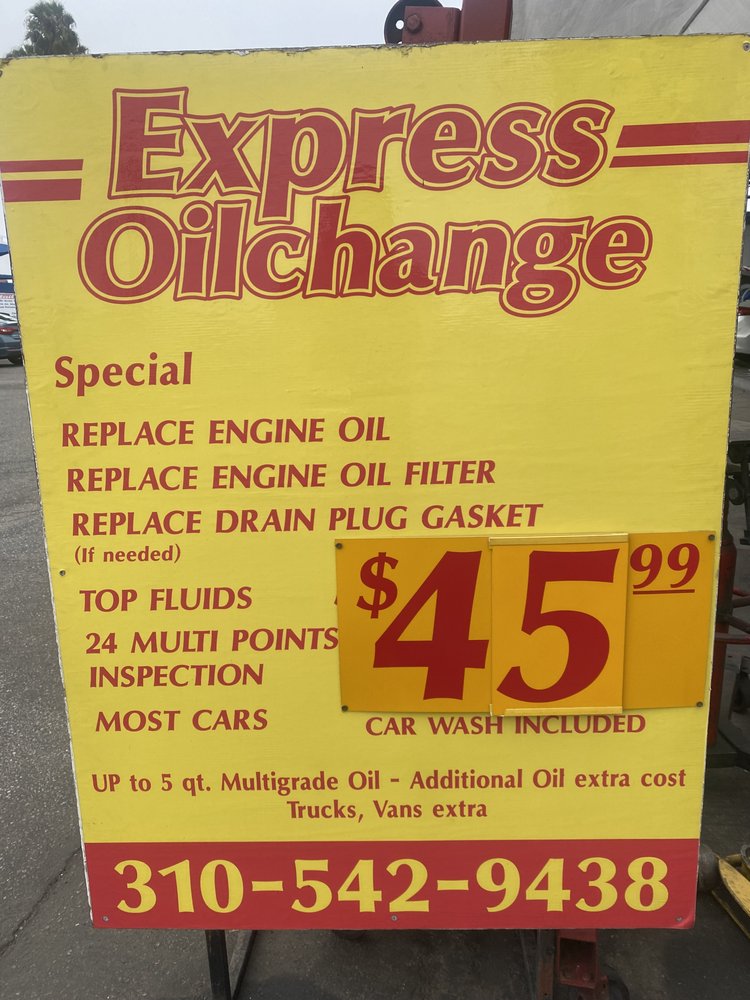 Express
Oilchange
Special
REPLACE ENGINE OIL
REPLACE ENGINE OIL FILTER
REPLACE DRAIN PLUG GASKET
(If needed)
TOP FLUIDS
24 MULTI POINTS
INSPECTION
MOST CARS
$45 99
CAR WASH INCLUDED
UP to 5 qt. Multigrade Oil - Additional Oil extra cost
Trucks, Vans extra
310-542-9438